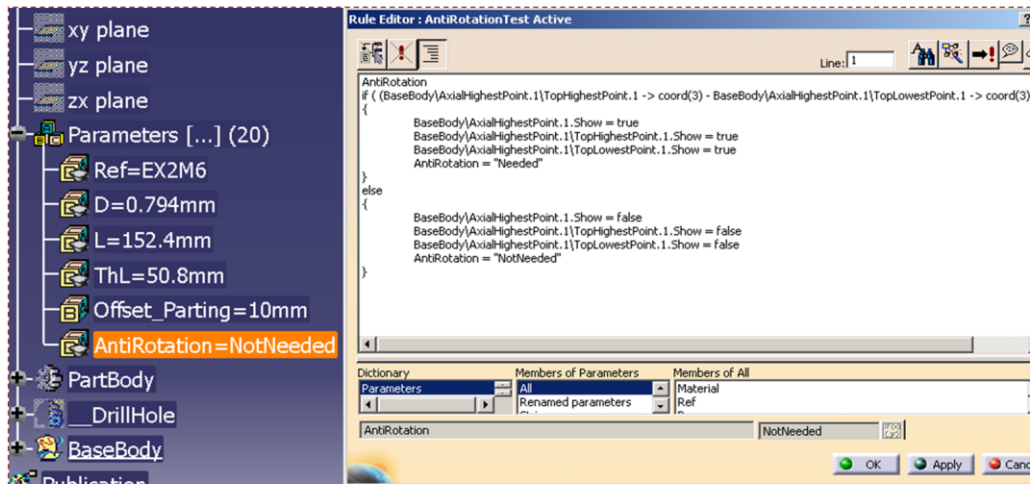 xy plane
yz plane
zx plane
Parameters [...] (20)
Ref=EX2M6
D=0.794mm
L=152.4mm
ThL=50.8mm
Offset_Parting=10mm
AntiRotation=NotNeeded
PartBody
__DrillHole
BaseBody
Publication
Rule Editor : AntiRotationTest Active
Line: 1
AntiRotation
if ( (BaseBody\AxialHighestPoint.1\TopHighestPoint.1 -> coord(3) - BaseBody\AxialHighestPoint.1\TopLowestPoint.1 -> coord(3)
{
BaseBody\AxialHighestPoint.1.Show = true
BaseBody\AxialHighestPoint.1\TopHighestPoint.1.Show = true
BaseBody\AxialHighestPoint.1\TopLowestPoint.1.Show = true
AntiRotation = "Needed"
}
else
{
BaseBody\AxialHighestPoint.1.Show = false
BaseBody\AxialHighestPoint.1\TopHighestPoint.1.Show = false
BaseBody\AxialHighestPoint.1\TopLowestPoint.1.Show = false
AntiRotation = "NotNeeded"
}
Dictionary Members of Parameters Members of All
Parameters All Material
Renamed parameters Ref
AntiRotation NotNeeded
OK Apply Canc